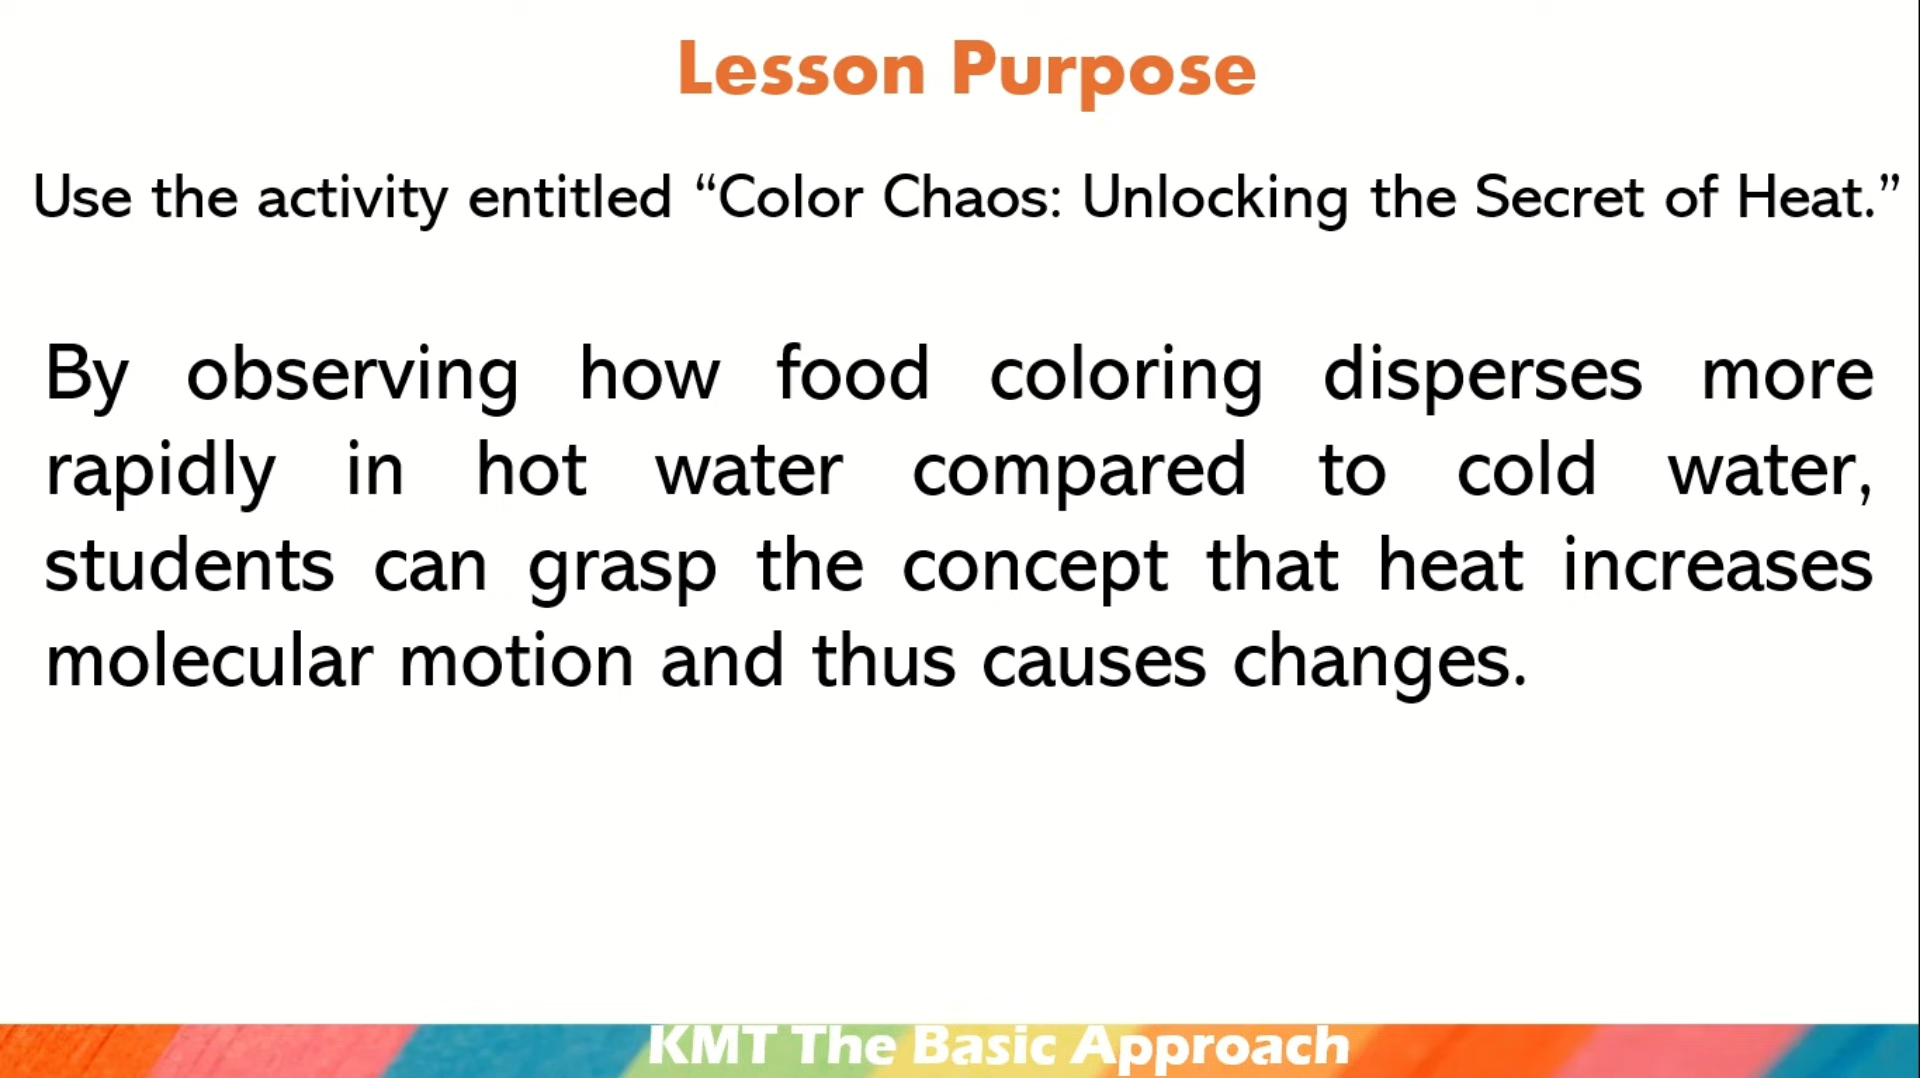 Lesson Purpose
Use the activity entitled “Color Chaos: Unlocking the Secret of Heat.”
By observing how food coloring disperses more
rapidly in hot water compared to cold water,
students can grasp the concept that heat increases
molecular motion and thus causes changes.
KMT The Basic Approach